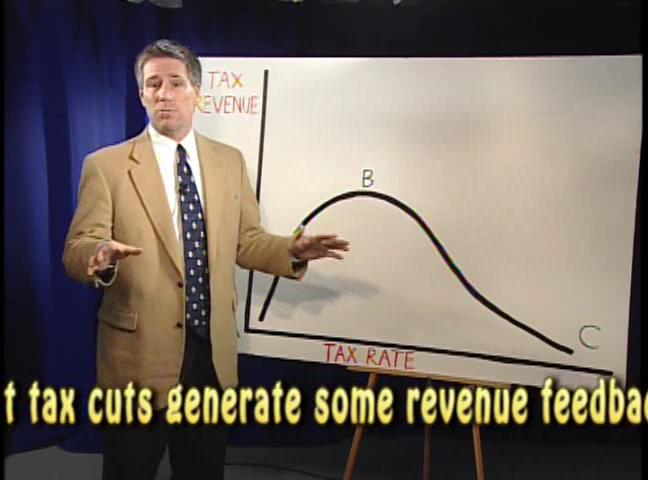 TAX
REVENUE
B
C
TAX RATE
t tax cuts generate some revenue feedba